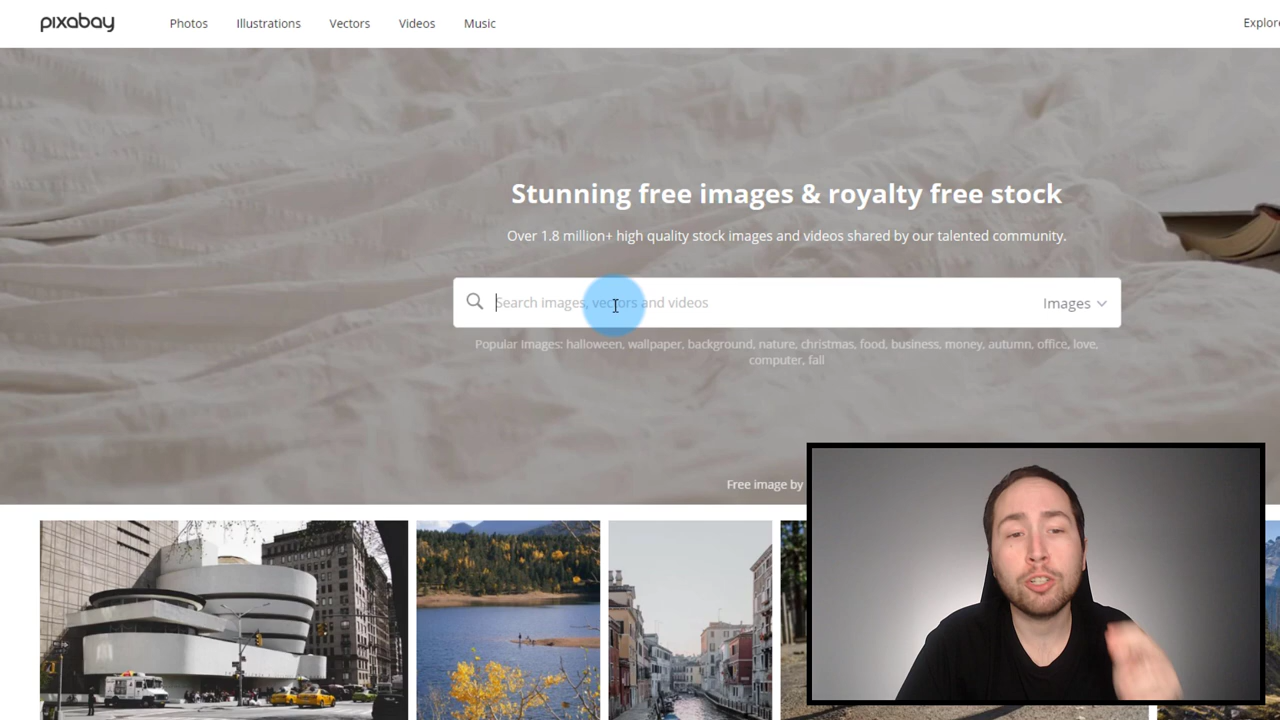 pixabay
Photos
Illustrations
Vectors
Videos
Music
Stunning free images & royalty free stock
Over 1.8 million+ high quality stock images and videos shared by our talented community.
Search images, vectors and videos
Images
Popular Images: halloween, wallpaper, background, nature, christmas, food, business, money, autumn, office, love,
computer, fall
Free image by